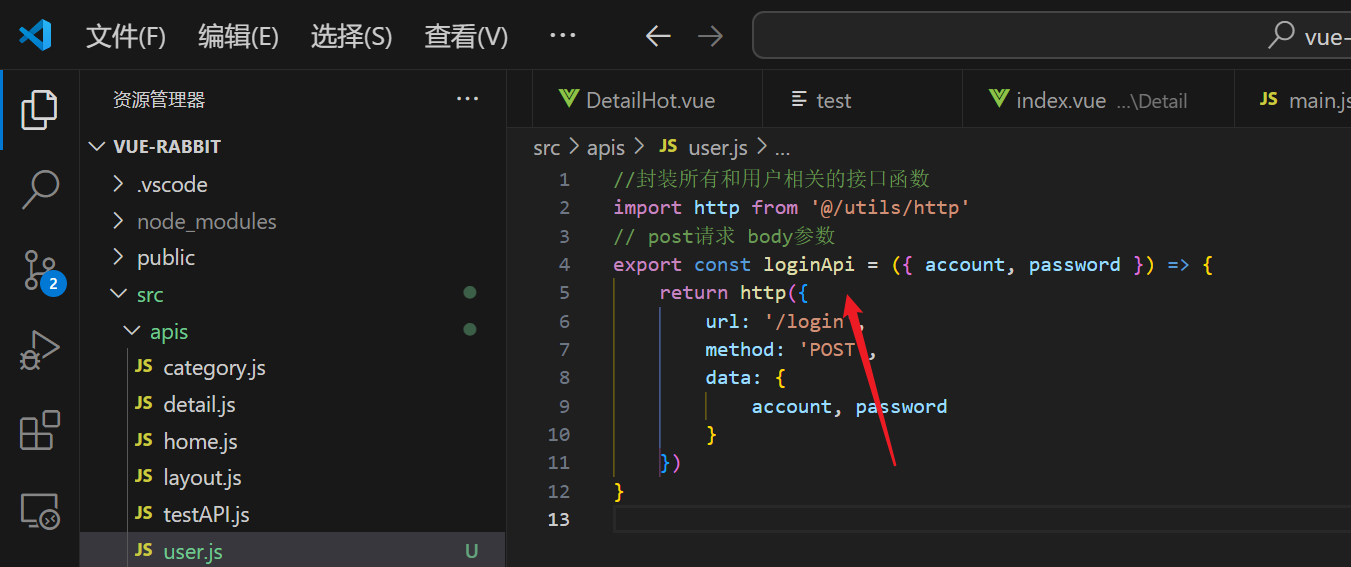 文件(F) 编辑(E) 选择(S) 查看(V) ··· vue-
资源管理器 ···
DetailHot.vue test index.vue ...\Detail JS main.js
VUE-RABBIT
src > apis > JS user.js > ...
.vscode
node_modules
public
src
apis
JS category.js
JS detail.js
JS home.js
JS layout.js
JS testAPI.js
JS user.js U
2
1 //封装所有和用户相关的接口函数
2 import http from '@/utils/http'
3 // post请求 body参数
4 export const loginApi = ({ account, password }) => {
5 return http({
6 url: '/login',
7 method: 'POST',
8 data: {
9 account, password
10 }
11 })
12 }
13